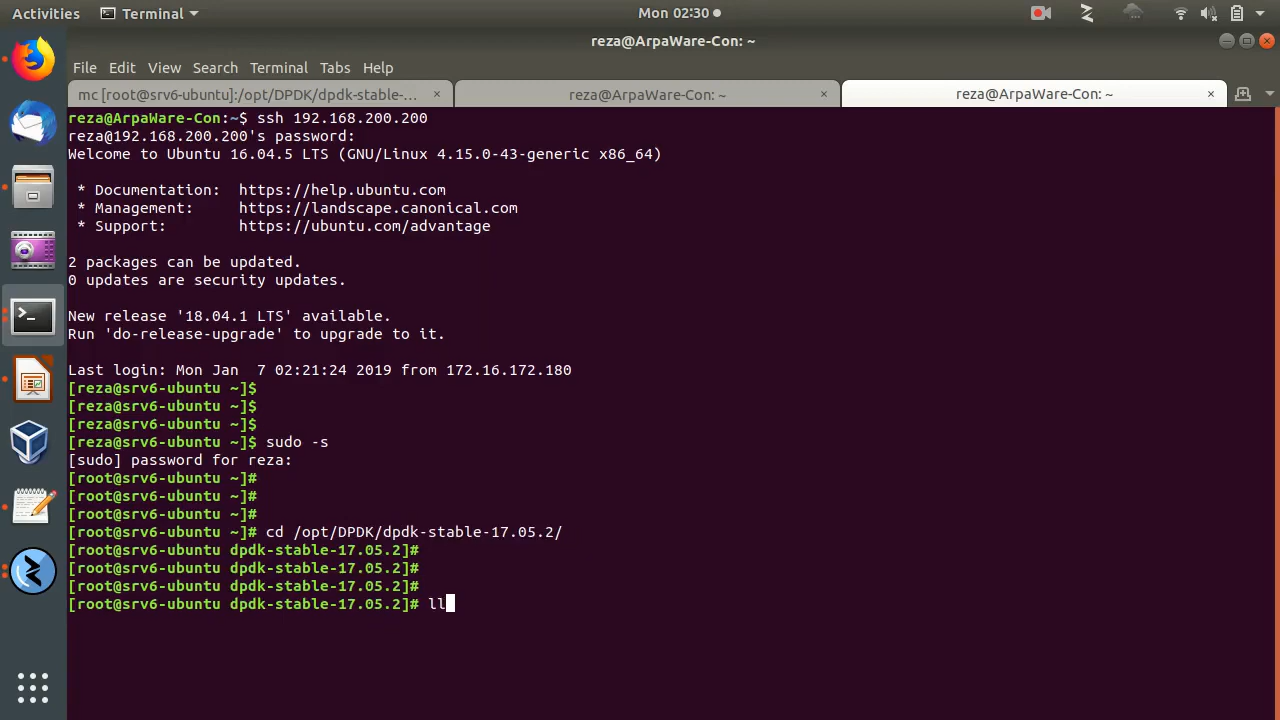 Activities Terminal Mon 02:30
reza@ArpaWare-Con: ~
File Edit View Search Terminal Tabs Help
mc [root@srv6-ubuntu]:/opt/DPDK/dpdk-stable-... × reza@ArpaWare-Con: ~ × reza@ArpaWare-Con: ~ ×
reza@ArpaWare-Con:~$ ssh 192.168.200.200
reza@192.168.200.200's password:
Welcome to Ubuntu 16.04.5 LTS (GNU/Linux 4.15.0-43-generic x86_64)
* Documentation: https://help.ubuntu.com
* Management: https://landscape.canonical.com
* Support: https://ubuntu.com/advantage
2 packages can be updated.
0 updates are security updates.
New release '18.04.1 LTS' available.
Run 'do-release-upgrade' to upgrade to it.
Last login: Mon Jan 7 02:21:24 2019 from 172.16.172.180
[reza@srv6-ubuntu ~]$
[reza@srv6-ubuntu ~]$
[reza@srv6-ubuntu ~]$
[reza@srv6-ubuntu ~]$ sudo -s
[sudo] password for reza:
[root@srv6-ubuntu ~]#
[root@srv6-ubuntu ~]#
[root@srv6-ubuntu ~]#
[root@srv6-ubuntu ~]# cd /opt/DPDK/dpdk-stable-17.05.2/
[root@srv6-ubuntu dpdk-stable-17.05.2]#
[root@srv6-ubuntu dpdk-stable-17.05.2]#
[root@srv6-ubuntu dpdk-stable-17.05.2]#
[root@srv6-ubuntu dpdk-stable-17.05.2]# ll